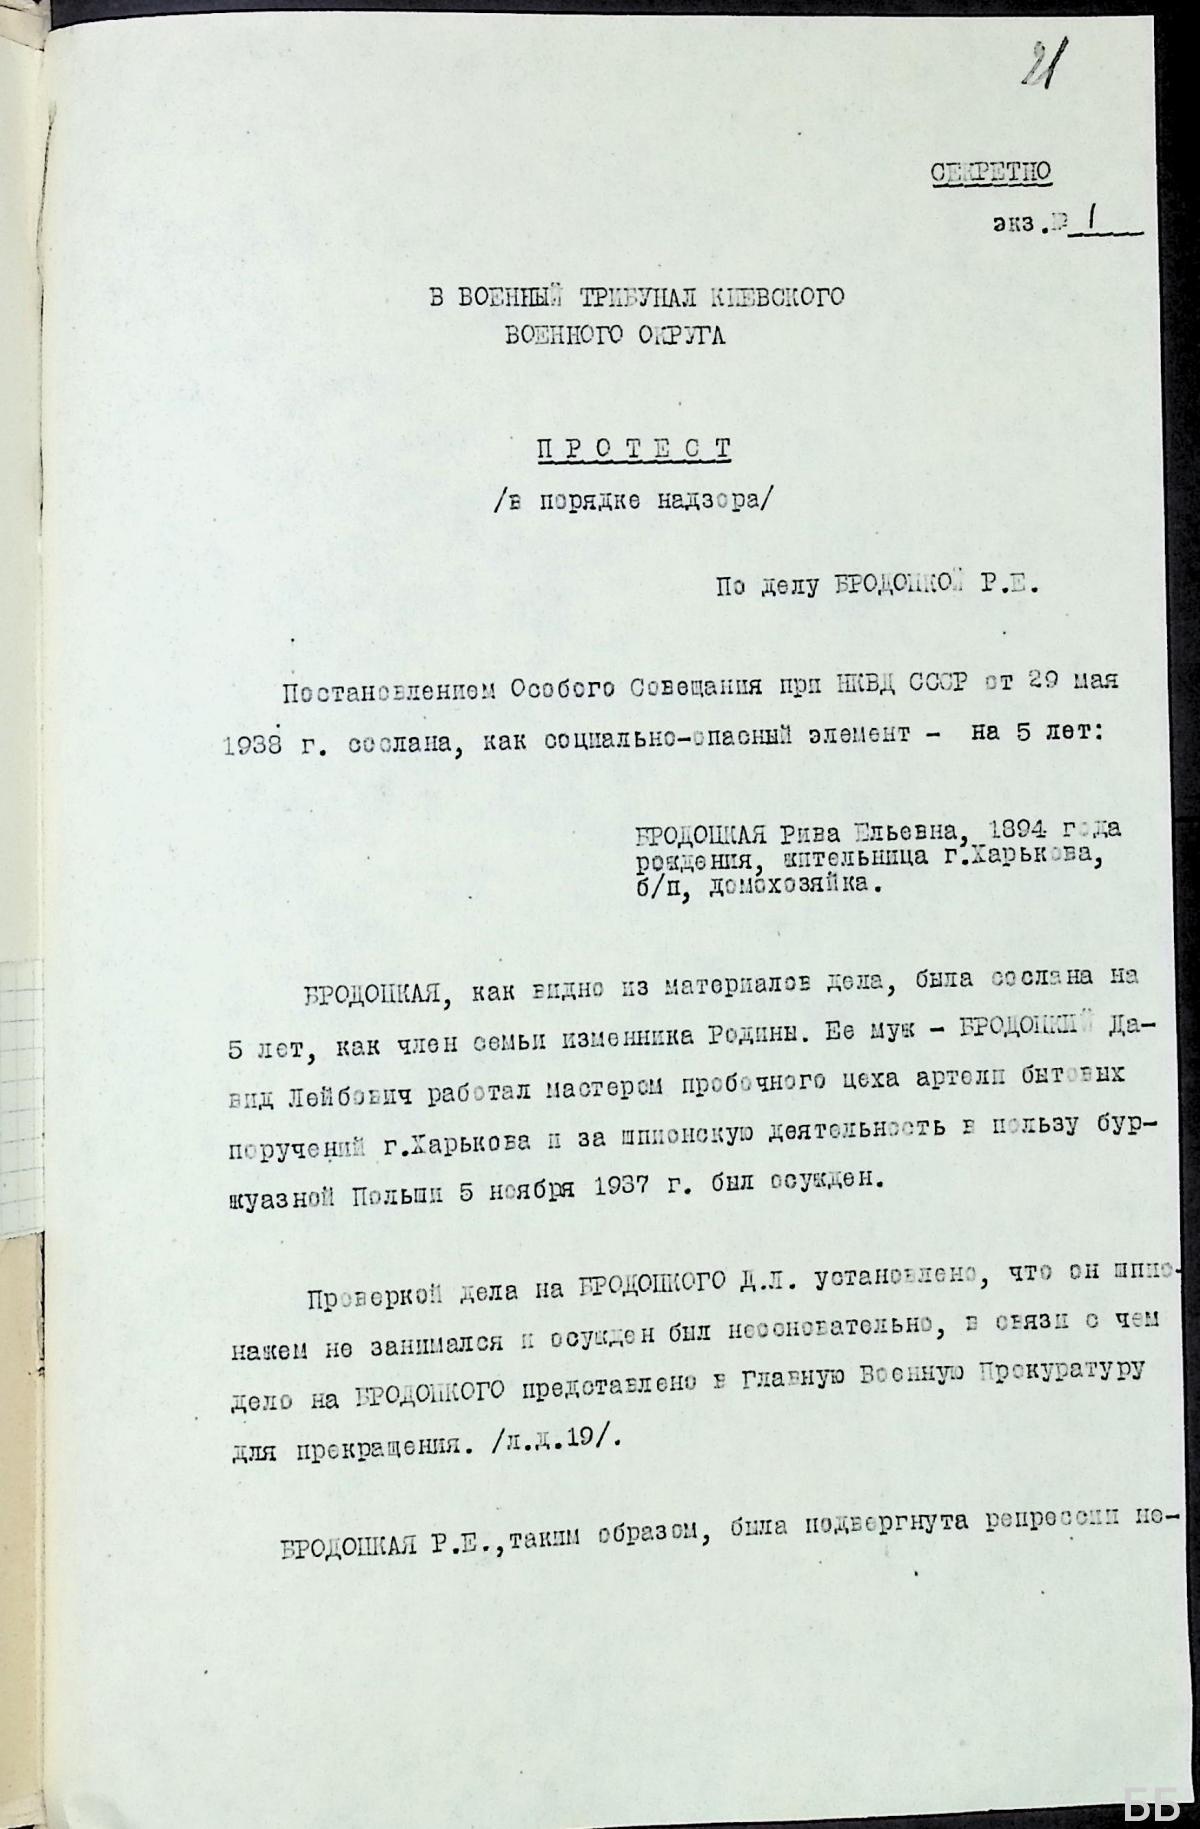 21
СЕКРЕТНО
экз.№ 1
В ВОЕННЫЙ ТРИБУНАЛ КИЕВСКОГО
ВОЕННОГО ОКРУГА
П Р О Т Е С Т
/в порядке надзора/
По делу БРОДОЦКОЙ Р.Е.
Постановлением Особого Совещания при НКВД СССР от 29 мая
1938 г. сослана, как социально-опасный элемент - на 5 лет:
БРОДОЦКАЯ Рива Ельевна, 1894 года
рождения, жительница г.Харькова,
б/п, домохозяйка.
БРОДОЦКАЯ, как видно из материалов дела, была сослана на
5 лет, как член семьи изменника Родины. Ее муж - БРОДОЦКИЙ Да-
вид Лейбович работал мастером пробочного цеха артели бытовых
поручений г.Харькова и за шпионскую деятельность в пользу бур-
жуазной Польши 5 ноября 1937 г. был осужден.
Проверкой дела на БРОДОЦКОГО Д.Л. установлено, что он шпио-
нажем не занимался и осужден был неосновательно, в связи с чем
дело на БРОДОЦКОГО представлено в Главную Военную Прокуратуру
для прекращения. /л.д.19/.
БРОДОЦКАЯ Р.Е.,таким образом, была подвергнута репрессии не-
ББ